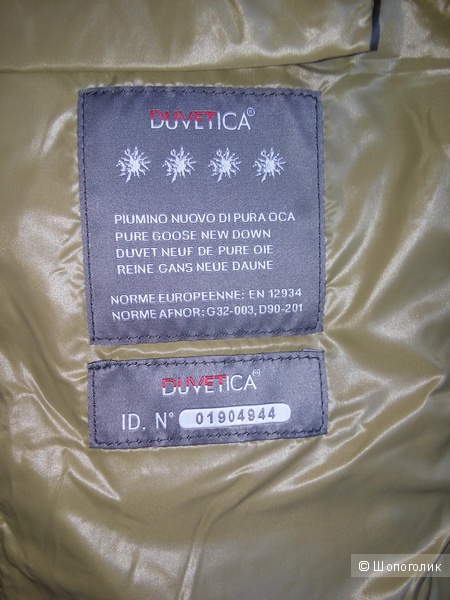 DUVETICA®
PIUMINO NUOVO DI PURA OCA
PURE GOOSE NEW DOWN
DUVET NEUF DE PURE OIE
REINE GANS NEUE DAUNE
NORME EUROPEENNE: EN 12934
NORME AFNOR: G32-003, D90-201
DUVETICA
ID. N° 01904944
© Шопоголик